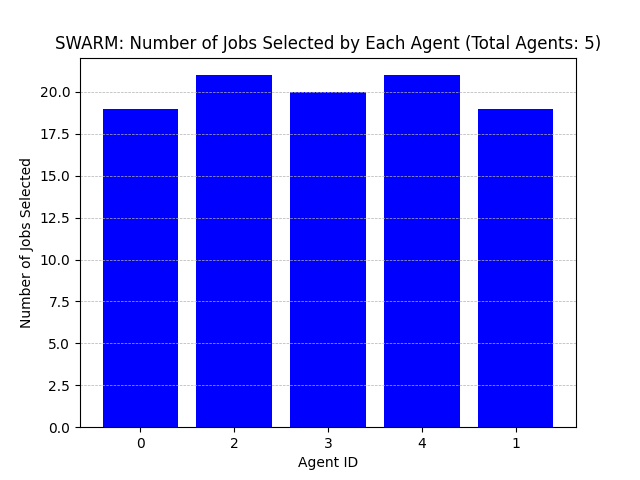 SWARM: Number of Jobs Selected by Each Agent (Total Agents: 5)
Number of Jobs Selected
20.0
17.5
15.0
12.5
10.0
7.5
5.0
2.5
0.0
0 2 3 4 1
Agent ID